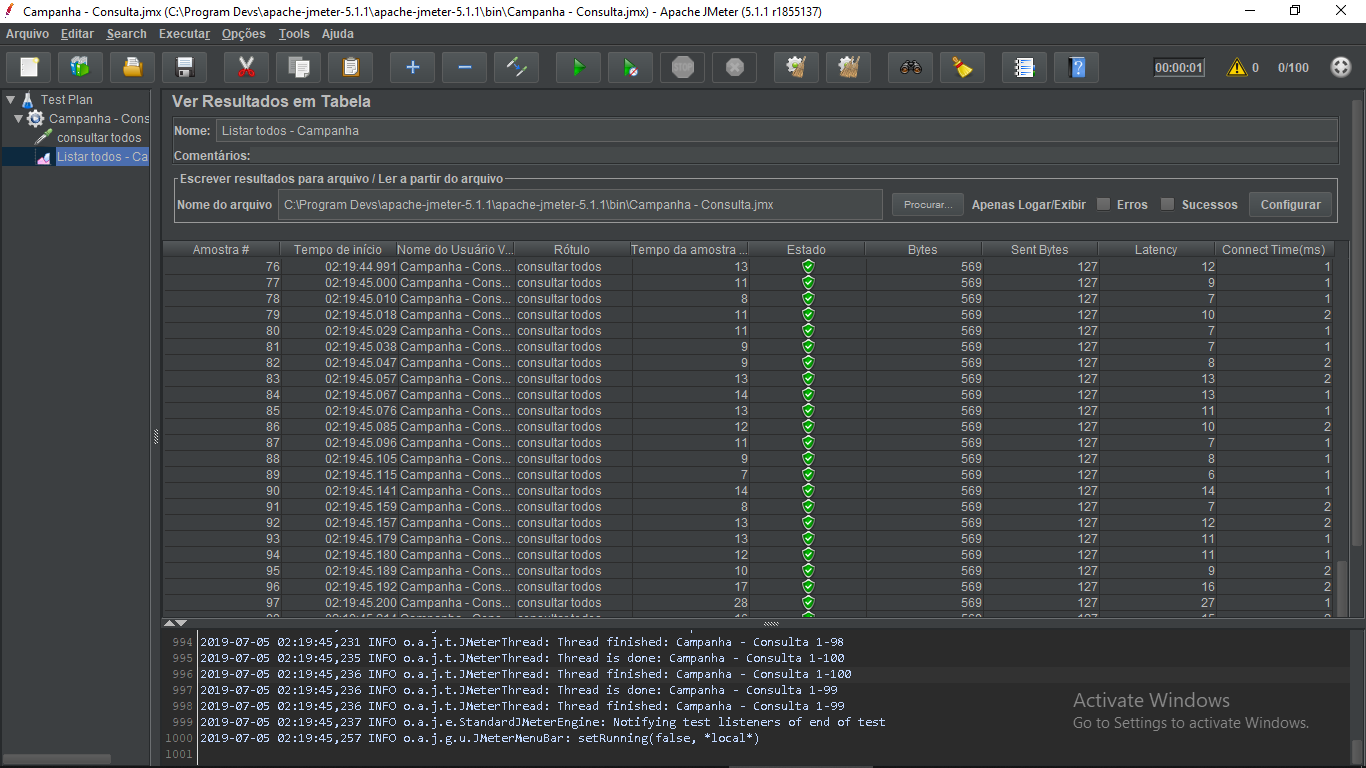 Campanha - Consulta.jmx (C:\Program Devs\apache-jmeter-5.1.1\apache-jmeter-5.1.1\bin\Campanha - Consulta.jmx) - Apache JMeter (5.1.1 r1855137)
Arquivo Editar Search Executar Opções Tools Ajuda
STOP 00:00:01 0 0/100
Test Plan
Campanha - Cons
consultar todos
Listar todos - Ca
Ver Resultados em Tabela
Nome: Listar todos - Campanha
Comentários:
Escrever resultados para arquivo / Ler a partir do arquivo
Nome do arquivo C:\Program Devs\apache-jmeter-5.1.1\apache-jmeter-5.1.1\bin\Campanha - Consulta.jmx Procurar... Apenas Logar/Exibir Erros Sucessos Configurar
Amostra # Tempo de início Nome do Usuário V... Rótulo Tempo da amostra ... Estado Bytes Sent Bytes Latency Connect Time(ms)
76 02:19:44.991 Campanha - Cons... consultar todos 13 569 127 12 1
77 02:19:45.000 Campanha - Cons... consultar todos 11 569 127 9 1
78 02:19:45.010 Campanha - Cons... consultar todos 8 569 127 7 1
79 02:19:45.018 Campanha - Cons... consultar todos 11 569 127 10 2
80 02:19:45.029 Campanha - Cons... consultar todos 11 569 127 7 1
81 02:19:45.038 Campanha - Cons... consultar todos 9 569 127 7 1
82 02:19:45.047 Campanha - Cons... consultar todos 9 569 127 8 2
83 02:19:45.057 Campanha - Cons... consultar todos 13 569 127 13 2
84 02:19:45.067 Campanha - Cons... consultar todos 14 569 127 13 1
85 02:19:45.076 Campanha - Cons... consultar todos 13 569 127 11 1
86 02:19:45.085 Campanha - Cons... consultar todos 12 569 127 10 2
87 02:19:45.096 Campanha - Cons... consultar todos 11 569 127 7 1
88 02:19:45.105 Campanha - Cons... consultar todos 9 569 127 8 1
89 02:19:45.115 Campanha - Cons... consultar todos 7 569 127 6 1
90 02:19:45.141 Campanha - Cons... consultar todos 14 569 127 14 1
91 02:19:45.159 Campanha - Cons... consultar todos 8 569 127 7 2
92 02:19:45.157 Campanha - Cons... consultar todos 13 569 127 12 2
93 02:19:45.179 Campanha - Cons... consultar todos 13 569 127 11 1
94 02:19:45.180 Campanha - Cons... consultar todos 12 569 127 11 1
95 02:19:45.189 Campanha - Cons... consultar todos 10 569 127 9 2
96 02:19:45.192 Campanha - Cons... consultar todos 17 569 127 16 2
97 02:19:45.200 Campanha - Cons... consultar todos 28 569 127 27 1
994 2019-07-05 02:19:45,231 INFO o.a.j.t.JMeterThread: Thread finished: Campanha - Consulta 1-98
995 2019-07-05 02:19:45,235 INFO o.a.j.t.JMeterThread: Thread is done: Campanha - Consulta 1-100
996 2019-07-05 02:19:45,236 INFO o.a.j.t.JMeterThread: Thread finished: Campanha - Consulta 1-100
997 2019-07-05 02:19:45,236 INFO o.a.j.t.JMeterThread: Thread is done: Campanha - Consulta 1-99
998 2019-07-05 02:19:45,236 INFO o.a.j.t.JMeterThread: Thread finished: Campanha - Consulta 1-99
999 2019-07-05 02:19:45,237 INFO o.a.j.e.StandardJMeterEngine: Notifying test listeners of end of test
1000 2019-07-05 02:19:45,257 INFO o.a.j.g.u.JMeterMenuBar: setRunning(false, *local*)
1001
Activate Windows
Go to Settings to activate Windows.